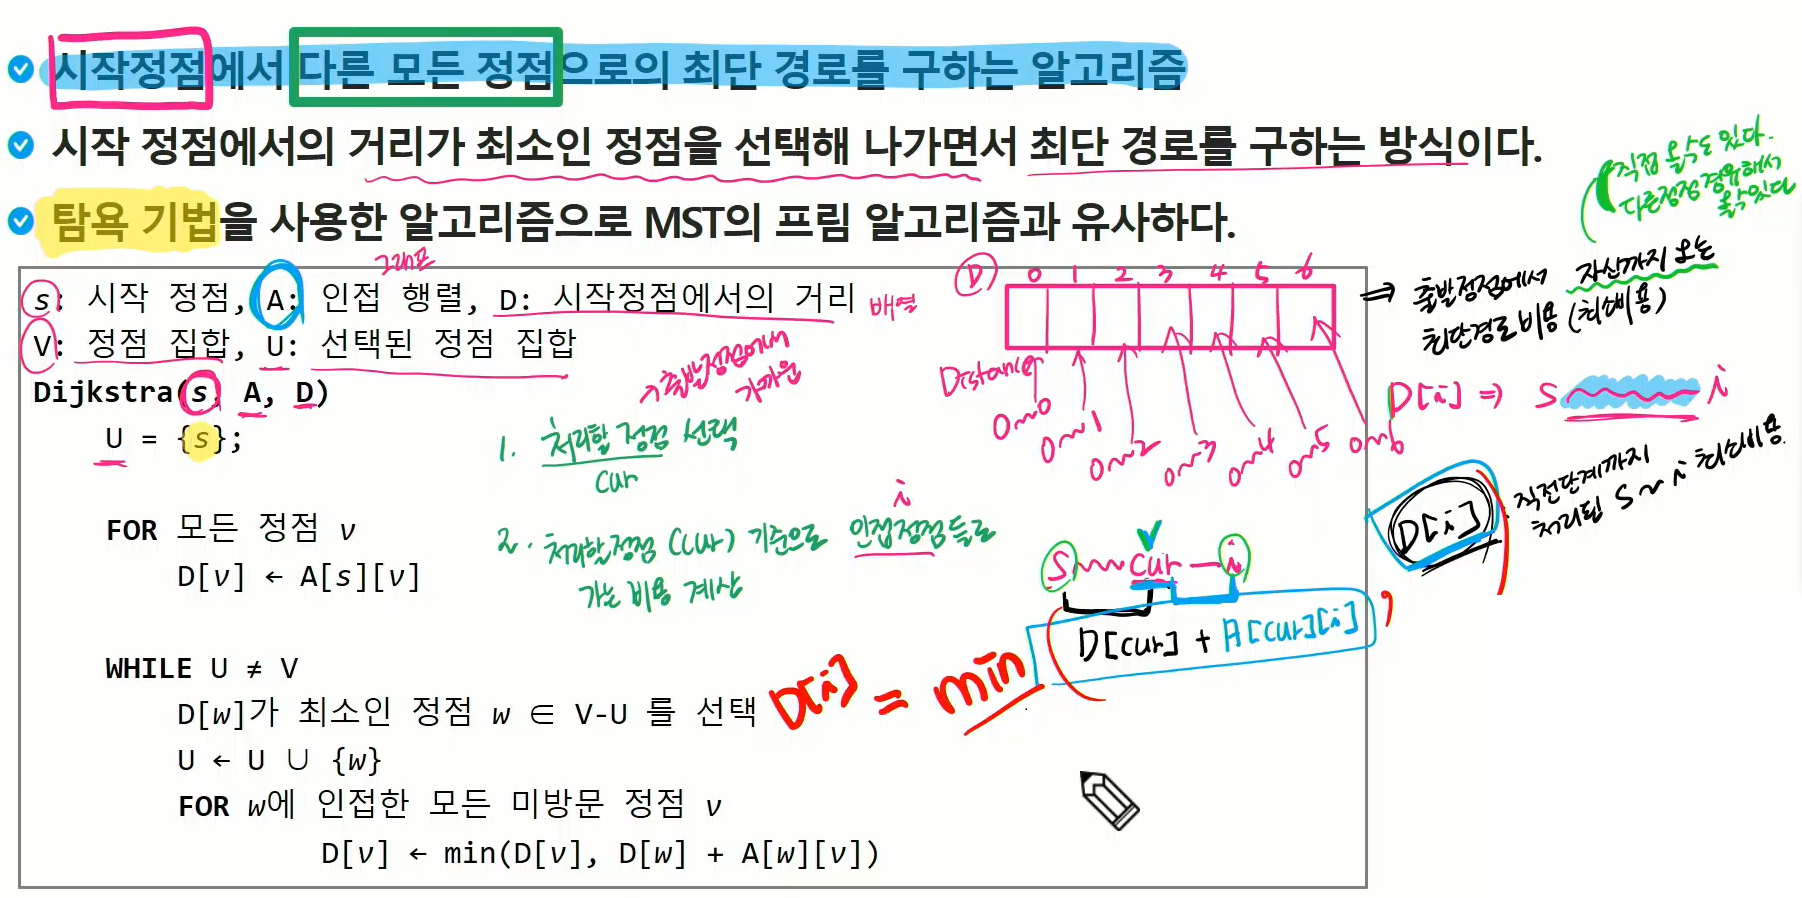 시작정점에서 다른 모든 정점으로의 최단 경로를 구하는 알고리즘
시작 정점에서의 거리가 최소인 정점을 선택해 나가면서 최단 경로를 구하는 방식이다.
탐욕 기법을 사용한 알고리즘으로 MST의 프림 알고리즘과 유사하다.
직접 올수도 있다.
다른정점 경유해서
올수있다
그래프
s: 시작 정점, A: 인접 행렬, D: 시작정점에서의 거리
배열
V: 정점 집합, U: 선택된 정점 집합
Dijkstra(s, A, D)
U = {s};
FOR 모든 정점 v
D[v] ← A[s][v]
WHILE U ≠ V
D[w]가 최소인 정점 w ∈ V-U 를 선택
U ← U ∪ {w}
FOR w에 인접한 모든 미방문 정점 v
D[v] ← min(D[v], D[w] + A[w][v])
→ 출발정점에서
가까운
1. 처리할 정점 선택
cur
i
2. 처리할정점 (cur) 기준으로 인접정점들로
가는 비용 계산
D 0 1 2 3 4 5 6
Distance
0~0 0~1 0~2 0~3 0~4 0~5 0~6
⇒ 출발정점에서 자신까지 오는
최단경로비용 (최소비용)
D[i] ⇒ s~i
D[i] 직전단계까지
처리된 S~i 최소비용.
S~cur—i
D[i] = min(D[cur] + A[cur][i],